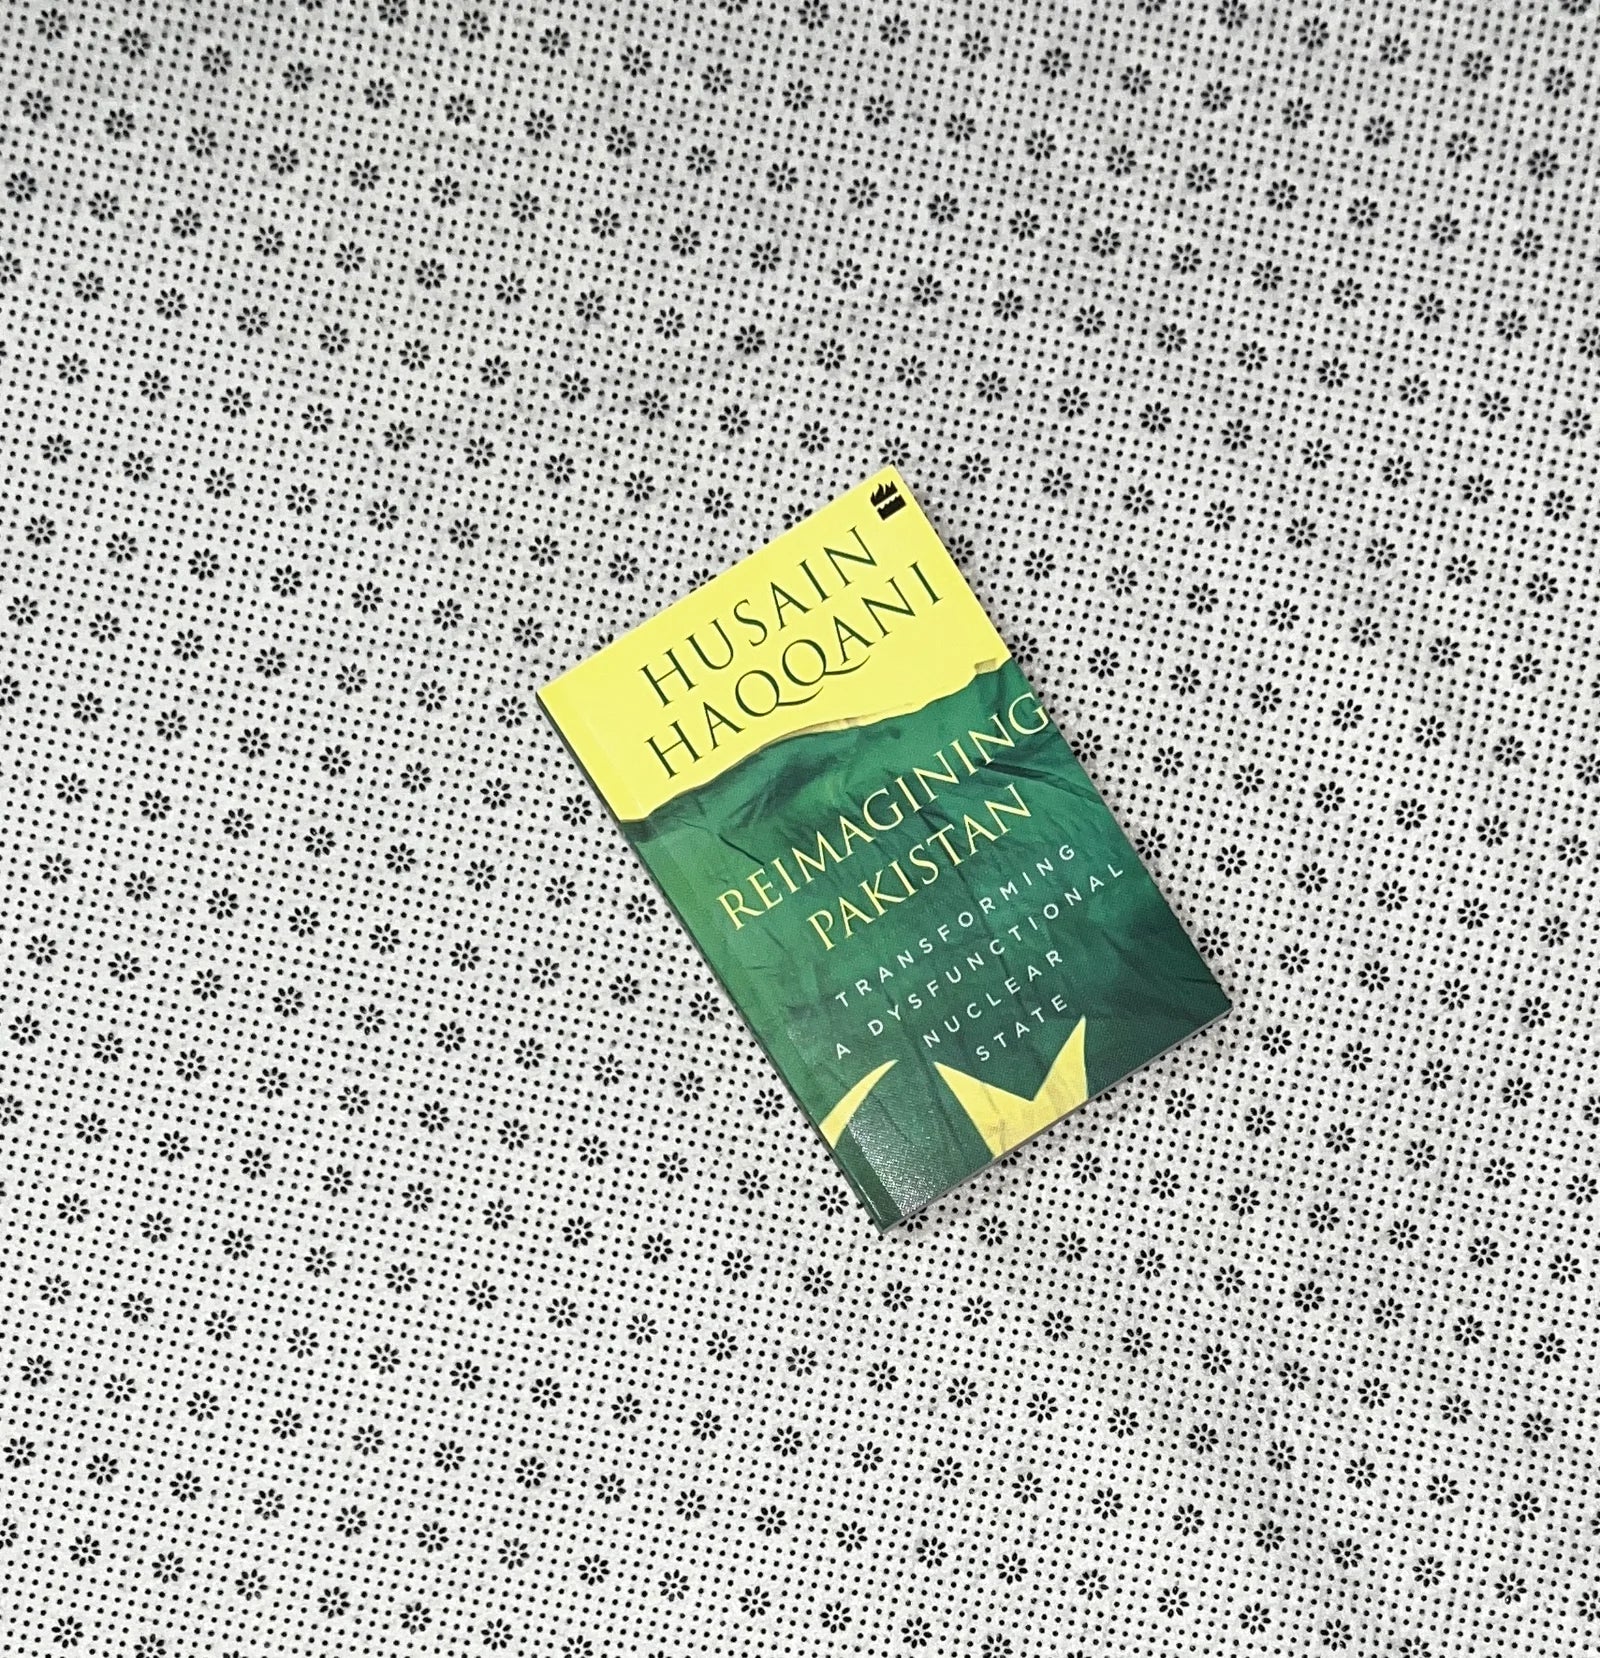 HUSAIN
HAQQANI
REIMAGINING
PAKISTAN
TRANSFORMING
A DYSFUNCTIONAL
NUCLEAR
STATE